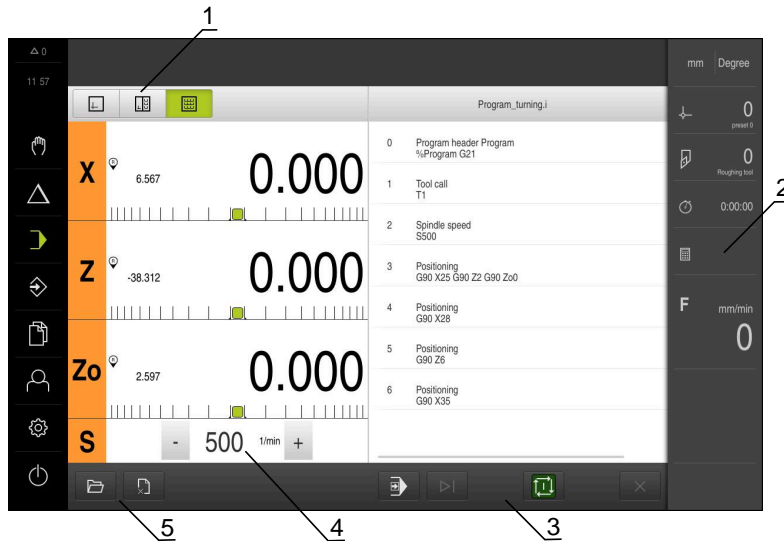 1
0
11 57
mm Degree
Program_turning.i
0
preset 0
X
R
6.567
0.000
0 Program header Program
%Program G21
0
Roughing tool
1 Tool call
T1
2
0:00:00
2 Spindle speed
S500
Z
R
-38.312
0.000
3 Positioning
G90 X25 G90 Z2 G90 Zo0
F
mm/min
0
4 Positioning
G90 X28
Zo
R
2.597
0.000
5 Positioning
G90 Z6
6 Positioning
G90 X35
S
- 500 1/min +
5
4
3